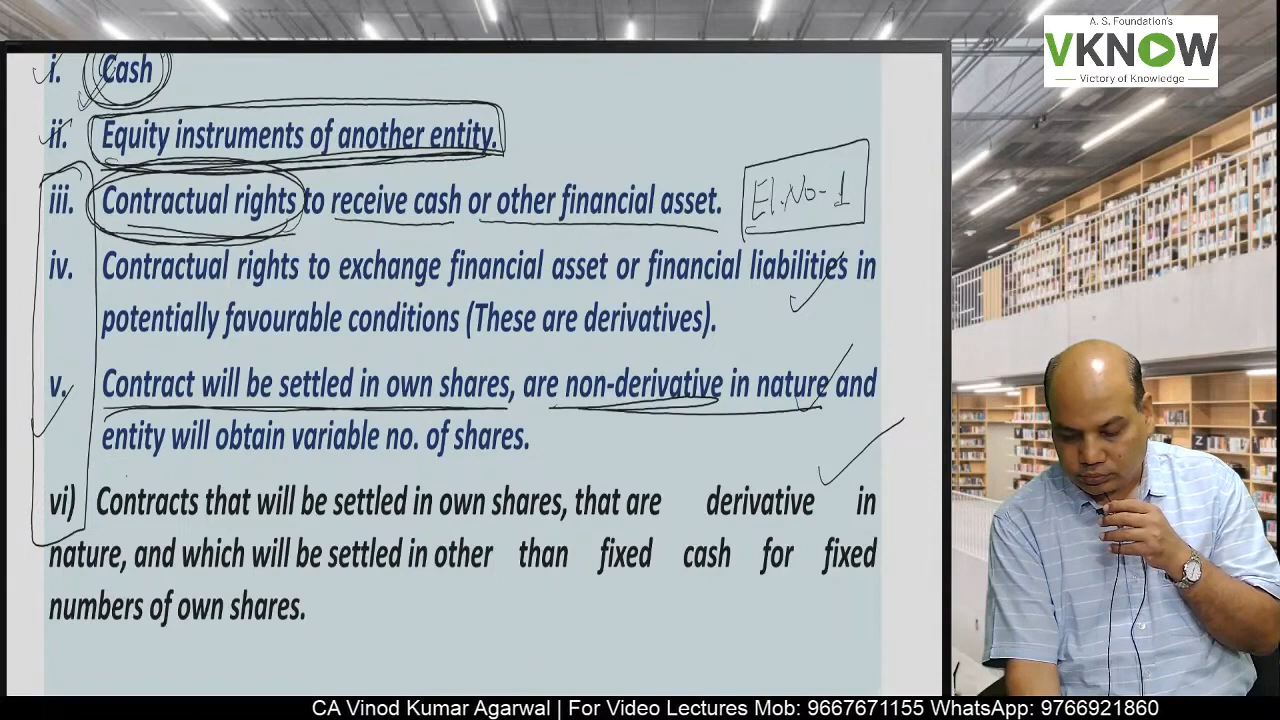 A. S. Foundation's
VKNOW
Victory of Knowledge
i. Cash
ii. Equity instruments of another entity.
iii. Contractual rights to receive cash or other financial asset.
El.No-1
iv. Contractual rights to exchange financial asset or financial liabilities in
potentially favourable conditions (These are derivatives).
v. Contract will be settled in own shares, are non-derivative in nature and
entity will obtain variable no. of shares.
vi) Contracts that will be settled in own shares, that are derivative in
nature, and which will be settled in other than fixed cash for fixed
numbers of own shares.
CA Vinod Kumar Agarwal | For Video Lectures Mob: 9667671155 WhatsApp: 9766921860